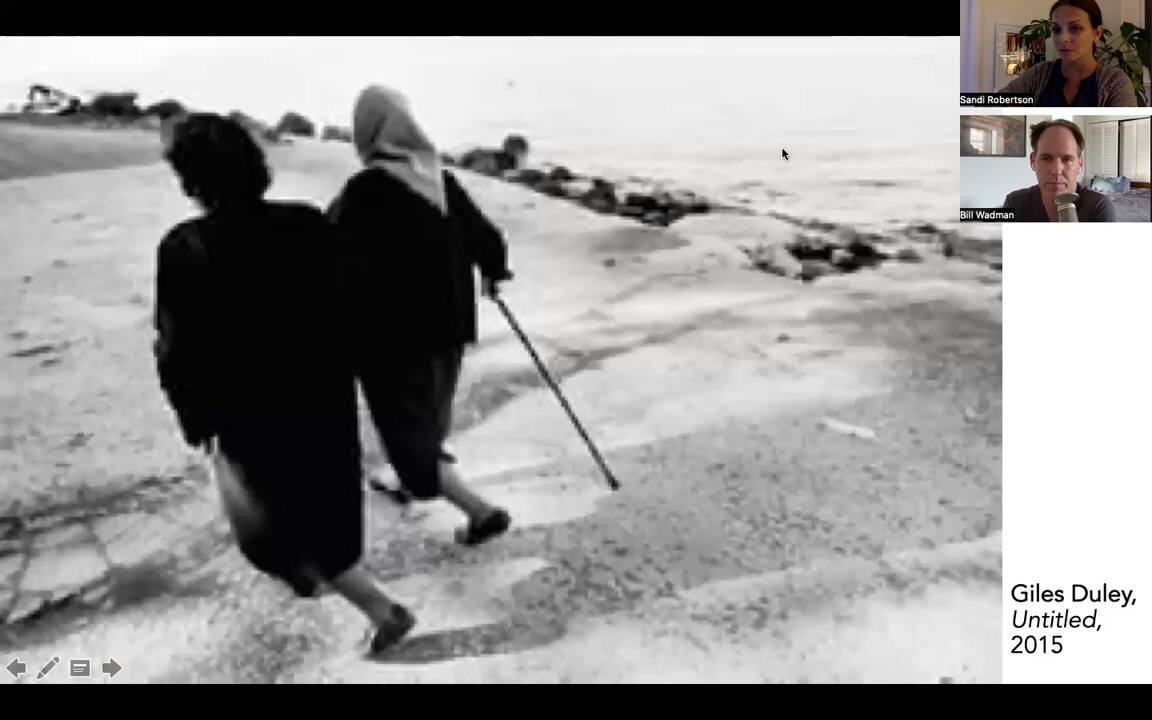 Sandi Robertson
Bill Wadman
Giles Duley,
Untitled,
2015